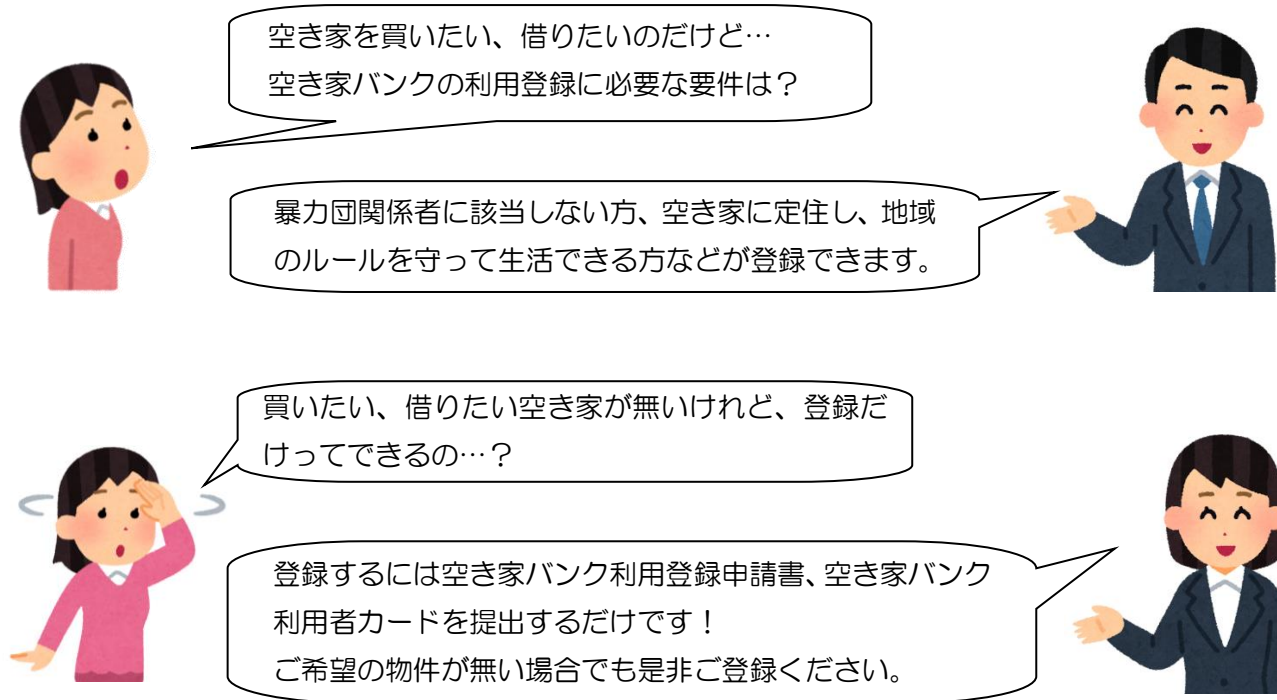 空き家を買いたい、借りたいのだけど…
空き家バンクの利用登録に必要な要件は？
暴力団関係者に該当しない方、空き家に定住し、地域
のルールを守って生活できる方などが登録できます。
買いたい、借りたい空き家が無いけれど、登録だ
けってできるの…？
登録するには空き家バンク利用登録申請書、空き家バンク
利用者カードを提出するだけです！
ご希望の物件が無い場合でも是非ご登録ください。